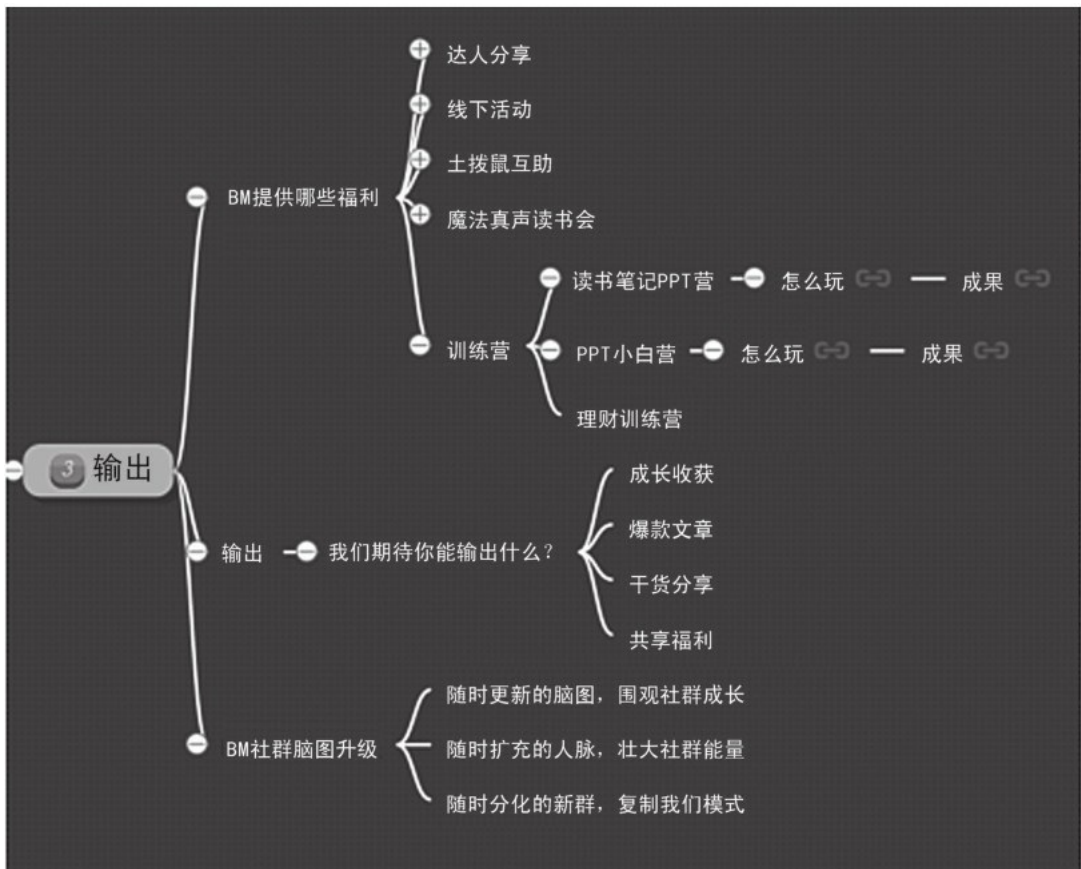 达人分享
线下活动
土拨鼠互助
BM提供哪些福利
魔法真声读书会
读书笔记PPT营 怎么玩 成果
训练营
PPT小白营 怎么玩 成果
理财训练营
3 输出
成长收获
爆款文章
输出 我们期待你能输出什么？
干货分享
共享福利
随时更新的脑图，围观社群成长
BM社群脑图升级
随时扩充的人脉，壮大社群能量
随时分化的新群，复制我们模式